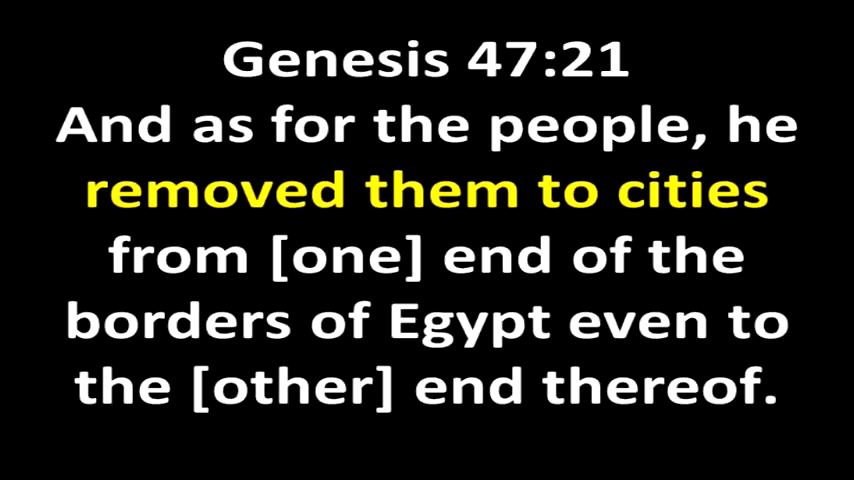 Genesis 47:21
And as for the people, he
removed them to cities
from [one] end of the
borders of Egypt even to
the [other] end thereof.